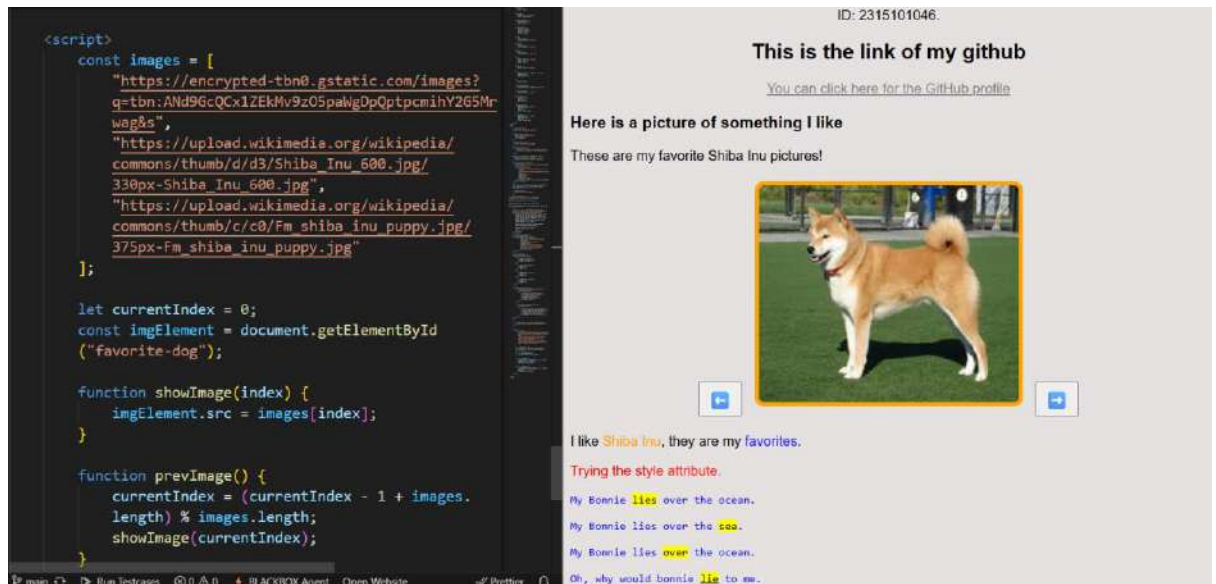 <script>
const images = [
"https://encrypted-tbn0.gstatic.com/images?
q=tbn:ANd9GcQCx1ZEkMv9zO5paWgDpQptpcmihY2G5Mr
wag&s",
"https://upload.wikimedia.org/wikipedia/
commons/thumb/d/d3/Shiba_Inu_600.jpg/
330px-Shiba_Inu_600.jpg",
"https://upload.wikimedia.org/wikipedia/
commons/thumb/c/c0/Fm_shiba_inu_puppy.jpg/
375px-Fm_shiba_inu_puppy.jpg"
];
let currentIndex = 0;
const imgElement = document.getElementById
("favorite-dog");
function showImage(index) {
imgElement.src = images[index];
}
function prevImage() {
currentIndex = (currentIndex - 1 + images.
length) % images.length;
showImage(currentIndex);
}
main Run Testcases 0 0 BLACKBOX Agent Open Website Prettier
ID: 2315101046.
This is the link of my github
You can click here for the GitHub profile
Here is a picture of something I like
These are my favorite Shiba Inu pictures!
I like Shiba Inu, they are my favorites.
Trying the style attribute.
My Bonnie lies over the ocean.
My Bonnie lies over the sea.
My Bonnie lies over the ocean.
Oh, why would bonnie lie to me.